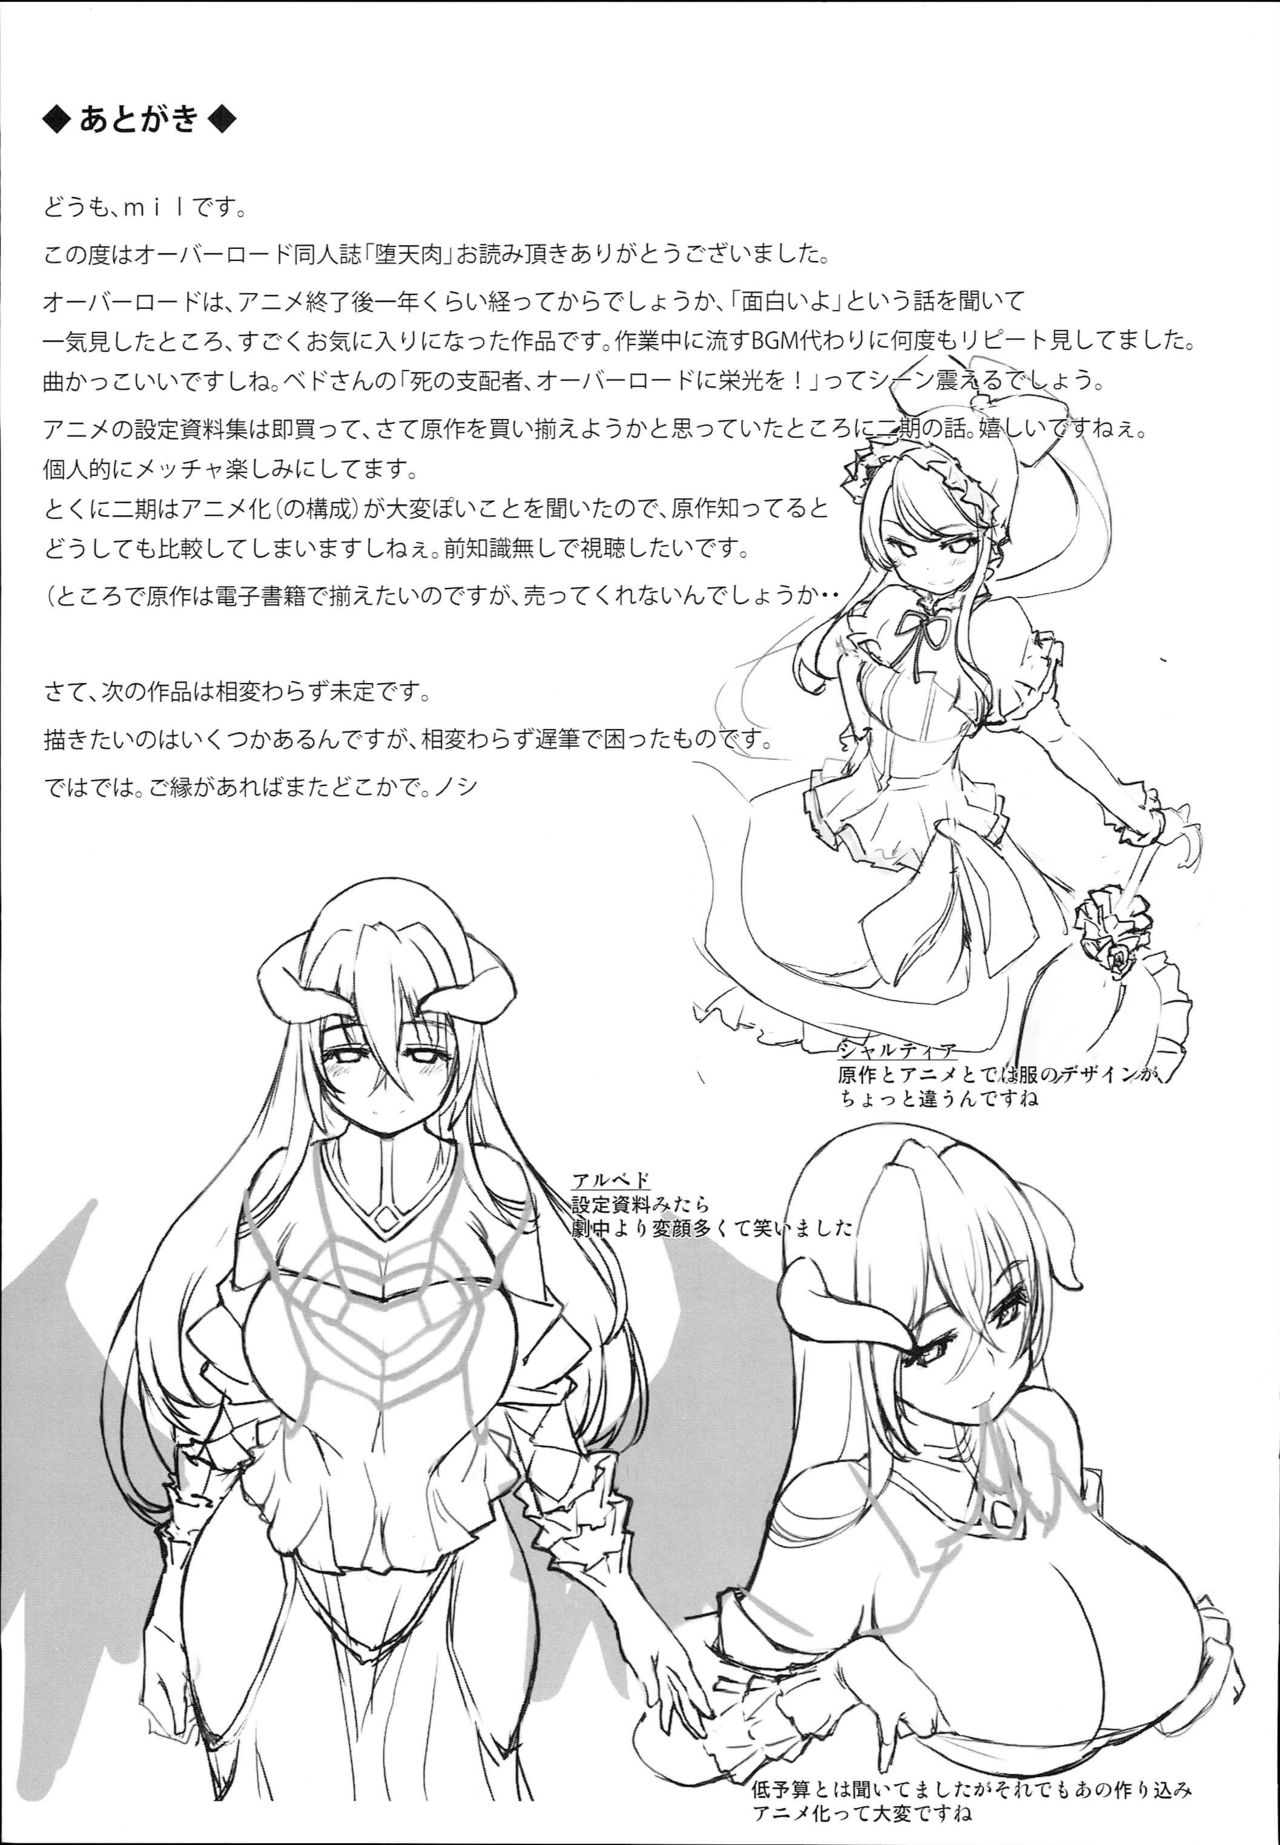 ◆ あとがき ◆
どうも、ｍｉｌです。
この度はオーバーロード同人誌「堕天肉」お読み頂きありがとうございました。
オーバーロードは、アニメ終了後一年くらい経ってからでしょうか、「面白いよ」という話を聞いて
一気見したところ、すごくお気に入りになった作品です。作業中に流すBGM代わりに何度もリピート見してました。
曲かっこいいですしね。ベドさんの「死の支配者、オーバーロードに栄光を！」ってシーン震えるでしょう。
アニメの設定資料集は即買って、さて原作を買い揃えようかと思っていたところに二期の話。嬉しいですねぇ。
個人的にメッチャ楽しみにしてます。
とくに二期はアニメ化（の構成）が大変ぽいことを聞いたので、原作知ってると
どうしても比較してしまいますしねぇ。前知識無しで視聴したいです。
（ところで原作は電子書籍で揃えたいのですが、売ってくれないんでしょうか・・
さて、次の作品は相変わらず未定です。
描きたいのはいくつかあるんですが、相変わらず遅筆で困ったものです。
ではでは。ご縁があればまたどこかで。ノシ
シャルティア
原作とアニメとでは服のデザインが
ちょっと違うんですね
アルベド
設定資料みたら
劇中より変顔多くて笑いました
低予算とは聞いてましたがそれでもあの作り込み
アニメ化って大変ですね